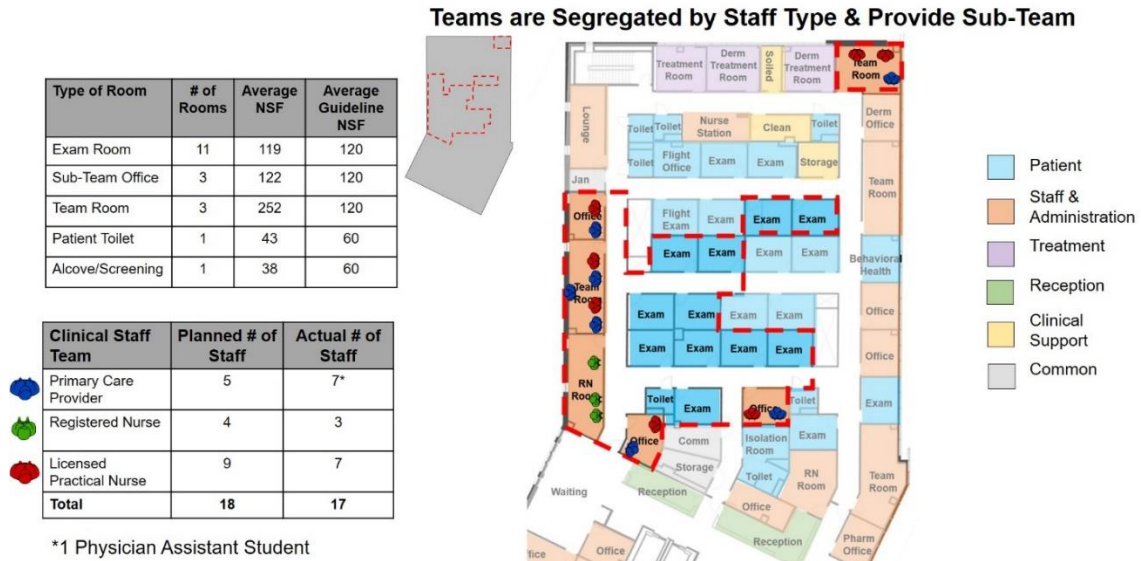 Teams are Segregated by Staff Type & Provide Sub-Team
Type of Room
# of Rooms
Average NSF
Average Guideline NSF
Exam Room 11 119 120
Sub-Team Office 3 122 120
Team Room 3 252 120
Patient Toilet 1 43 60
Alcove/Screening 1 38 60
Clinical Staff Team
Planned # of Staff
Actual # of Staff
Primary Care Provider 5 7*
Registered Nurse 4 3
Licensed Practical Nurse 9 7
Total 18 17
*1 Physician Assistant Student
Treatment Room
Derm Treatment Room
Soiled
Derm Treatment Room
Team Room
Lounge
Toilet
Toilet
Nurse Station
Clean
Toilet
Derm Office
Toilet
Flight Office
Exam
Exam
Storage
Jan
Team Room
Office
Flight Exam
Exam
Exam
Exam
Exam
Exam
Exam
Exam
Behavioral Health
Team Room
Exam
Exam
Exam
Exam
Office
Exam
Exam
Exam
Exam
Office
RN Room
Toilet
Exam
Office
Toilet
Exam
Office
Comm
Isolation Room
Exam
Storage
Toilet
RN Room
Team Room
Waiting
Reception
Office
Reception
Pharm Office
ffice
Office
Patient
Staff & Administration
Treatment
Reception
Clinical Support
Common